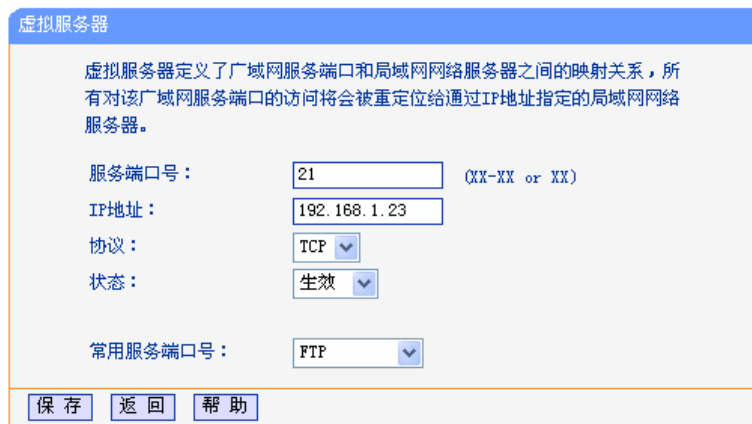 虚拟服务器
虚拟服务器定义了广域网服务端口和局域网网络服务器之间的映射关系，所
有对该广域网服务端口的访问将会被重定位给通过IP地址指定的局域网网络
服务器。
服务端口号： 21 (XX-XX or XX)
IP地址： 192.168.1.23
协议： TCP
状态： 生效
常用服务端口号： FTP
保 存 返 回 帮 助